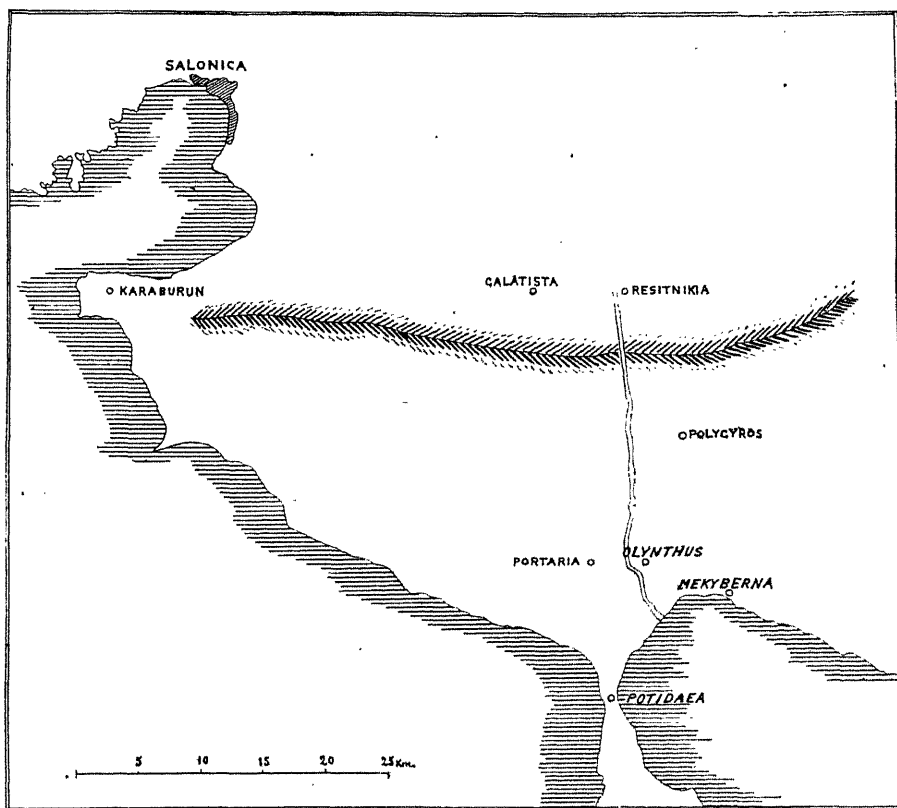 SALONICA
KARABURUN
GALATISTA
RESITNIKIA
POLYGYROS
PORTARIA
OLYNTHUS
MEKYBERNA
POTIDAEA
5 10 15 20 25 Km.